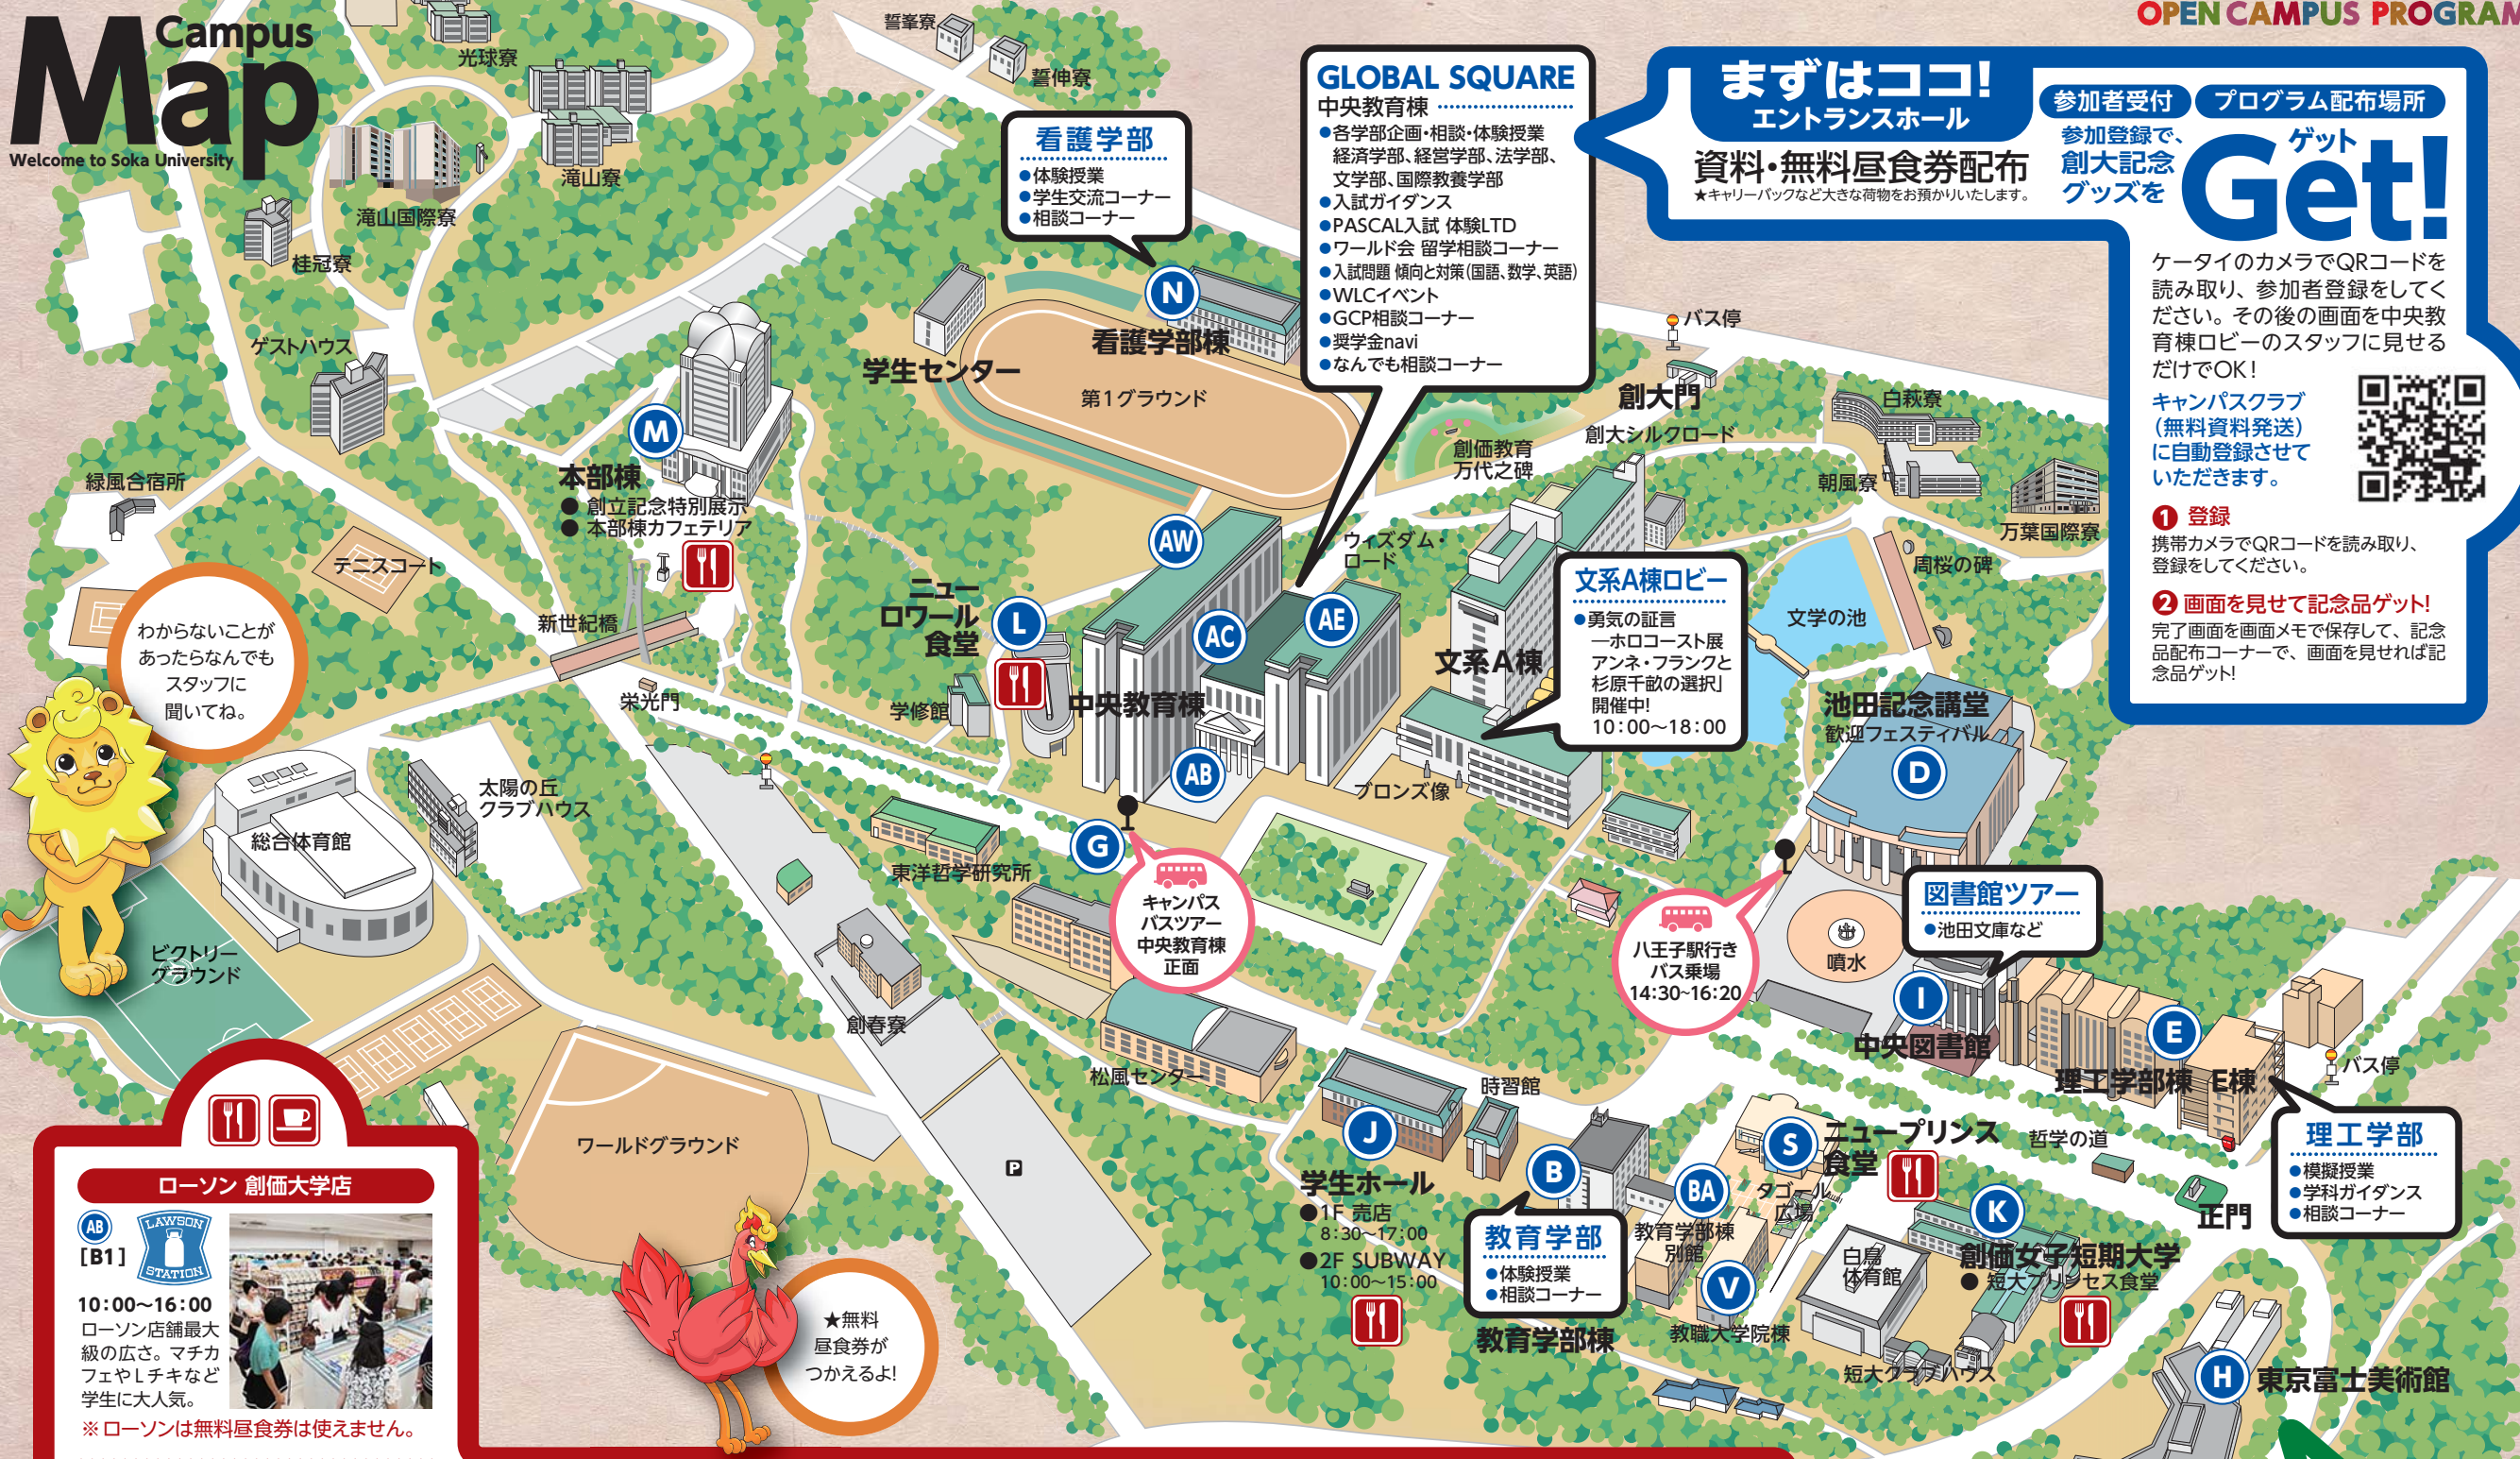 Campus
Map
Welcome to Soka University
OPEN CAMPUS PROGRAM
光球寮
誓峯寮
誓伸寮
滝山寮
滝山国際寮
桂冠寮
ゲストハウス
緑風合宿所
テニスコート
看護学部
●体験授業
●学生交流コーナー
●相談コーナー
N
看護学部棟
学生センター
第1グラウンド
M
本部棟
● 創立記念特別展示
● 本部棟カフェテリア
GLOBAL SQUARE
中央教育棟
●各学部企画・相談・体験授業
経済学部、経営学部、法学部、
文学部、国際教養学部
●入試ガイダンス
●PASCAL入試 体験LTD
●ワールド会 留学相談コーナー
●入試問題 傾向と対策(国語、数学、英語)
●WLCイベント
●GCP相談コーナー
●奨学金navi
●なんでも相談コーナー
まずはココ!
エントランスホール
資料・無料昼食券配布
★キャリーバックなど大きな荷物をお預かりいたします。
参加者受付
プログラム配布場所
参加登録で、
創大記念
グッズを
ゲット
Get!
ケータイのカメラでQRコードを
読み取り、参加者登録をしてく
ださい。その後の画面を中央教
育棟ロビーのスタッフに見せる
だけでOK!
キャンパスクラブ
(無料資料発送)
に自動登録させて
いただきます。
1 登録
携帯カメラでQRコードを読み取り、
登録をしてください。
2 画面を見せて記念品ゲット!
完了画面を画面メモで保存して、記念
品配布コーナーで、画面を見せれば記
念品ゲット!
バス停
創大門
創大シルクロード
創価教育
万代之碑
白萩寮
朝風寮
万葉国際寮
周桜の碑
文学の池
ウィズダム・
ロード
AW
AC
AE
AB
中央教育棟
ニュー
ロワール
食堂
L
学修館
文系A棟
文系A棟ロビー
●勇気の証言
―ホロコースト展
アンネ・フランクと
杉原千畝の選択」
開催中!
10:00〜18:00
ブロンズ像
新世紀橋
栄光門
わからないことが
あったらなんでも
スタッフに
聞いてね。
太陽の丘
クラブハウス
総合体育館
ビクトリー
グラウンド
東洋哲学研究所
G
キャンパス
バスツアー
中央教育棟
正面
池田記念講堂
歓迎フェスティバル
D
八王子駅行き
バス乗場
14:30~16:20
噴水
図書館ツアー
●池田文庫など
I
中央図書館
E
理工学部棟 E棟
バス停
理工学部
●模擬授業
●学科ガイダンス
●相談コーナー
創春寮
松風センター
ワールドグラウンド
P
時習館
J
学生ホール
●1F 売店
8:30〜17:00
●2F SUBWAY
10:00〜15:00
B
教育学部
●体験授業
●相談コーナー
教育学部棟
BA
教育学部棟
別館
V
教職大学院棟
S
ニュープリンス
食堂
タゴール
広場
哲学の道
正門
白鳥
体育館
K
創価女子短期大学
● 短大プリンセス食堂
短大クラブハウス
H
東京富士美術館
ローソン 創価大学店
AB
[B1]
LAWSON
STATION
10:00〜16:00
ローソン店舗最大
級の広さ。マチカ
フェやLチキなど
学生に大人気。
※ローソンは無料昼食券は使えません。
★無料
昼食券が
つかえるよ!